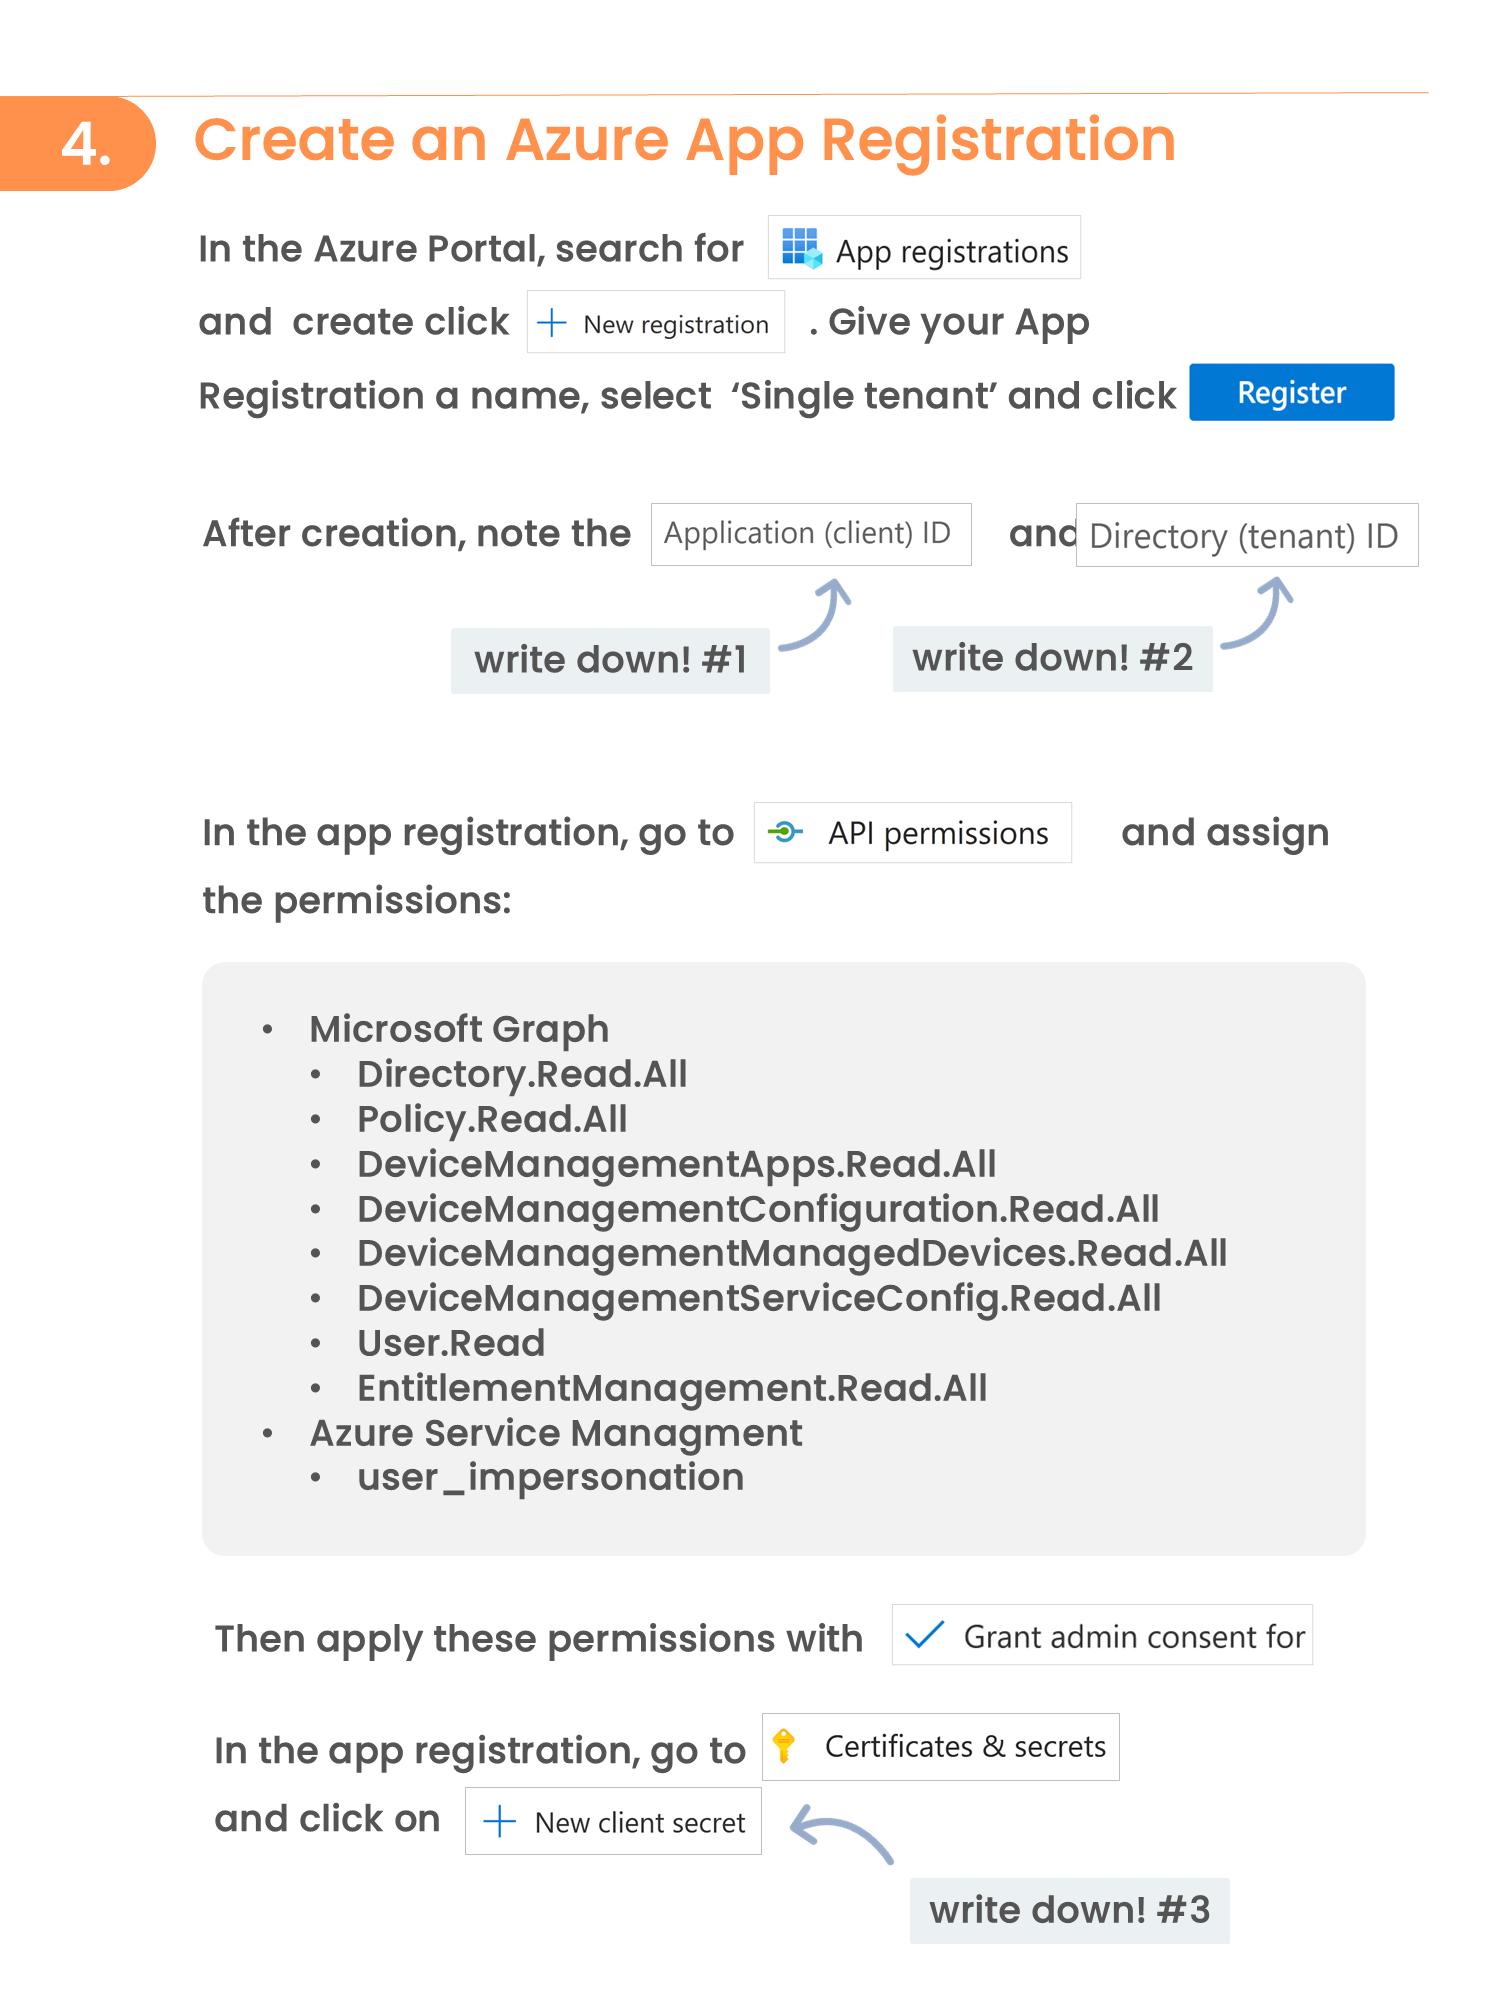 4. Create an Azure App Registration
In the Azure Portal, search for App registrations
and create click New registration . Give your App
Registration a name, select ‘Single tenant’ and click Register
After creation, note the Application (client) ID and Directory (tenant) ID
write down! #1 write down! #2
In the app registration, go to API permissions and assign
the permissions:
• Microsoft Graph
• Directory.Read.All
• Policy.Read.All
• DeviceManagementApps.Read.All
• DeviceManagementConfiguration.Read.All
• DeviceManagementManagedDevices.Read.All
• DeviceManagementServiceConfig.Read.All
• User.Read
• EntitlementManagement.Read.All
• Azure Service Managment
• user_impersonation
Then apply these permissions with Grant admin consent for
In the app registration, go to Certificates & secrets
and click on New client secret
write down! #3